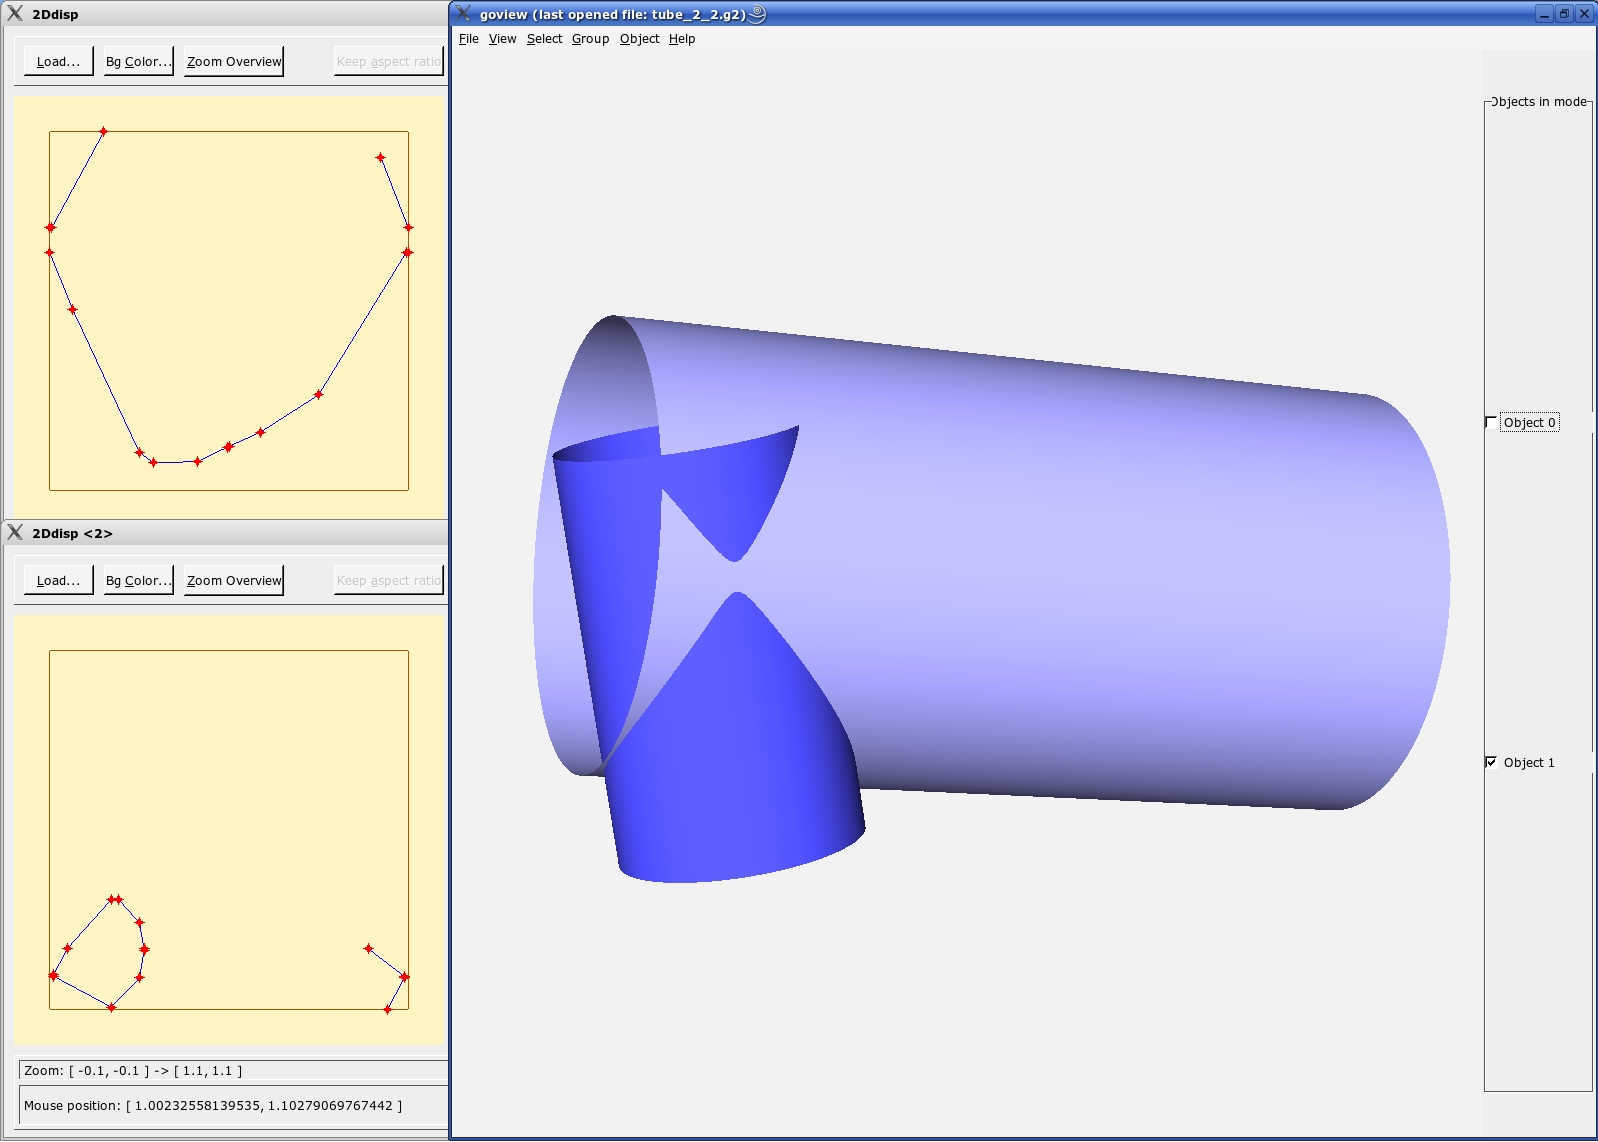 2Ddisp
Load... Bg Color... Zoom Overview Keep aspect ratio
2Ddisp <2>
Load... Bg Color... Zoom Overview Keep aspect ratio
Zoom: [ -0.1, -0.1 ] -> [ 1.1, 1.1 ]
Mouse position: [ 1.00232558139535, 1.10279069767442 ]
goview (last opened file: tube_2_2.g2)
File View Select Group Object Help
Objects in mode
Object 0
Object 1